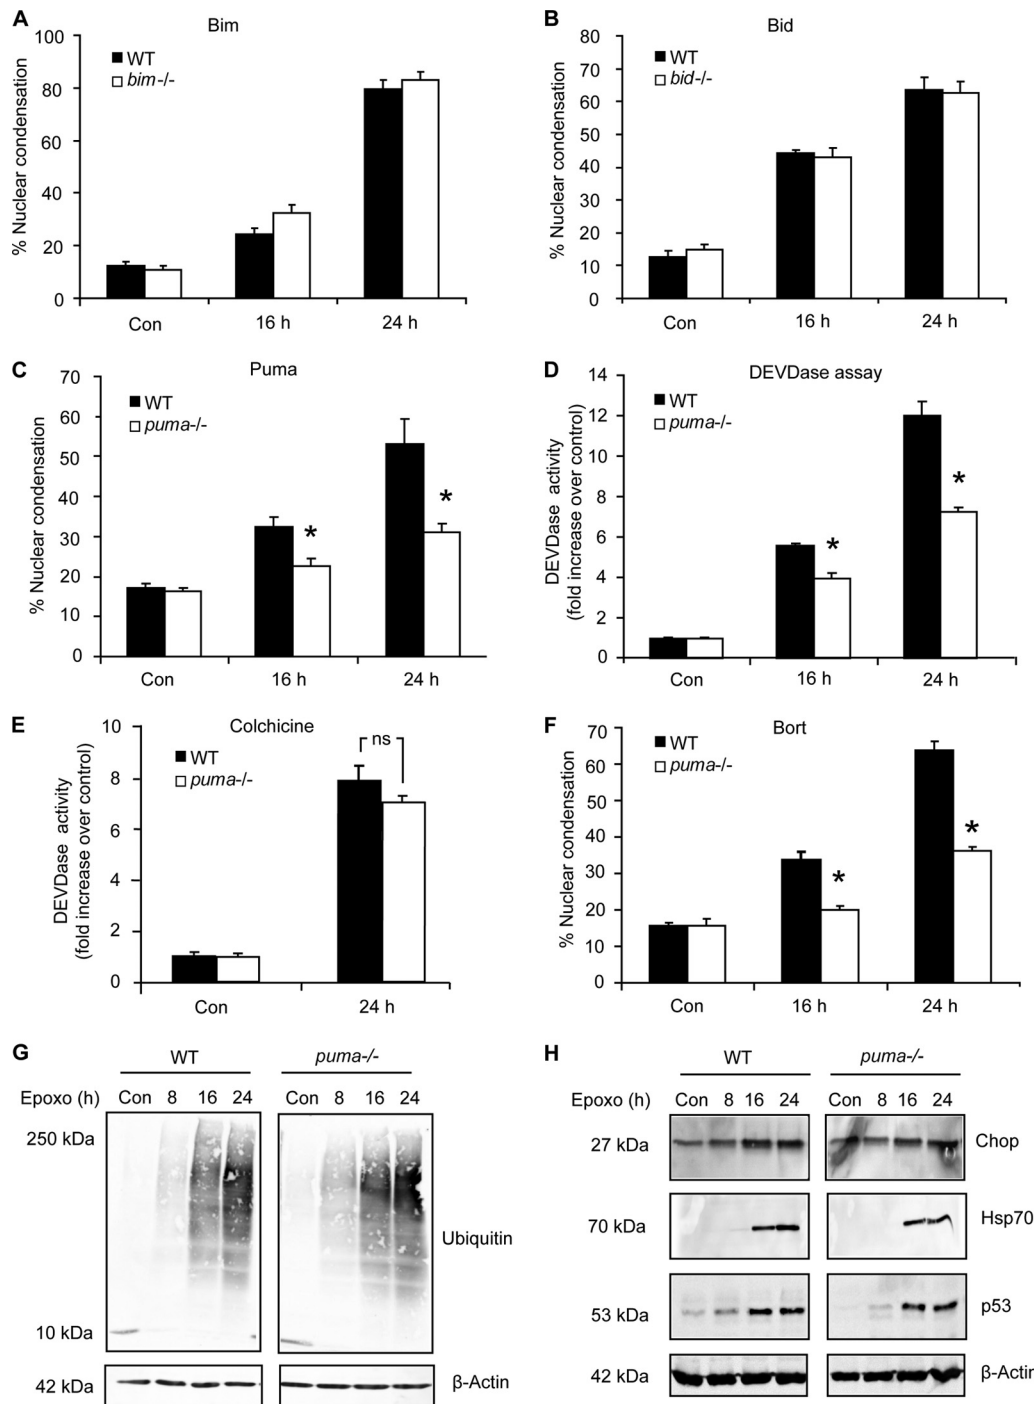 A
Bim
% Nuclear condensation
100
80
60
40
20
0
WT
bim-/-
Con
16 h
24 h
B
Bid
% Nuclear condensation
80
70
60
50
40
30
20
10
0
WT
bid-/-
Con
16 h
24 h
C
Puma
% Nuclear condensation
70
60
50
40
30
20
10
0
WT
puma-/-
*
*
Con
16 h
24 h
D
DEVDase assay
DEVDase activity
(fold increase over control)
14
12
10
8
6
4
2
0
WT
puma-/-
*
*
Con
16 h
24 h
E
Colchicine
DEVDase activity
(fold increase over control)
10
8
6
4
2
0
WT
puma-/-
ns
Con
24 h
F
Bort
% Nuclear condensation
70
60
50
40
30
20
10
0
WT
puma-/-
*
*
Con
16 h
24 h
G
WT
puma-/-
Epoxo (h) Con 8 16 24 Con 8 16 24
250 kDa
Ubiquitin
10 kDa
42 kDa
β-Actin
H
WT
puma-/-
Epoxo (h) Con 8 16 24 Con 8 16 24
27 kDa
Chop
70 kDa
Hsp70
53 kDa
p53
42 kDa
β-Actin